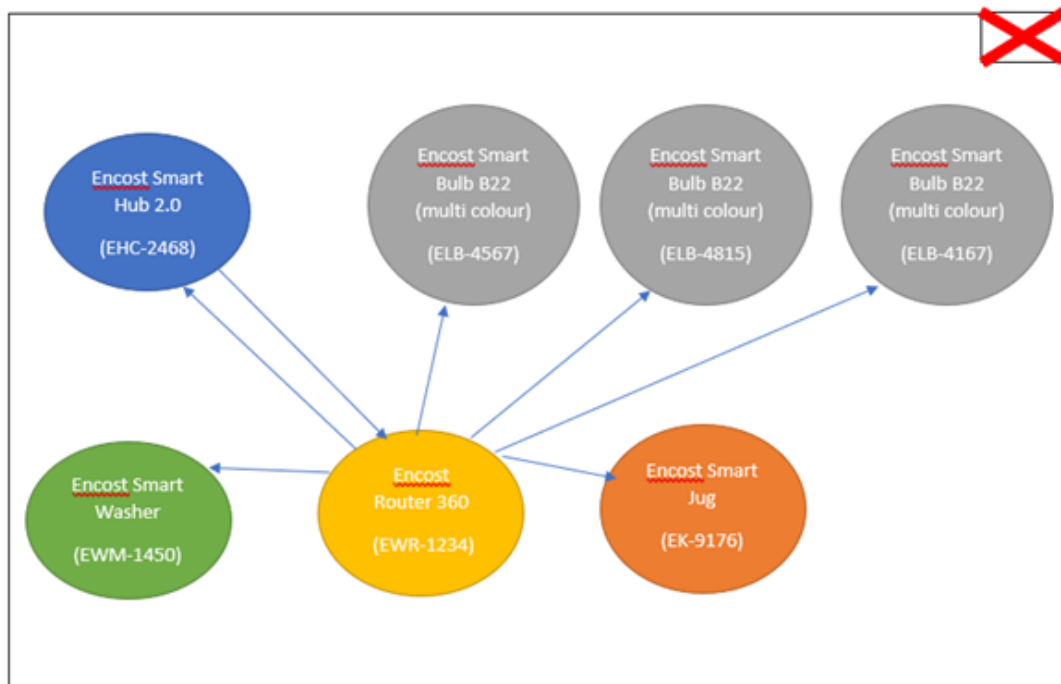 Encost Smart
Hub 2.0
(EHC-2468)
Encost Smart
Bulb B22
(multi colour)
(ELB-4567)
Encost Smart
Bulb B22
(multi colour)
(ELB-4815)
Encost Smart
Bulb B22
(multi colour)
(ELB-4167)
Encost Smart
Washer
(EWM-1450)
Encost
Router 360
(EWR-1234)
Encost Smart
Jug
(EK-9176)